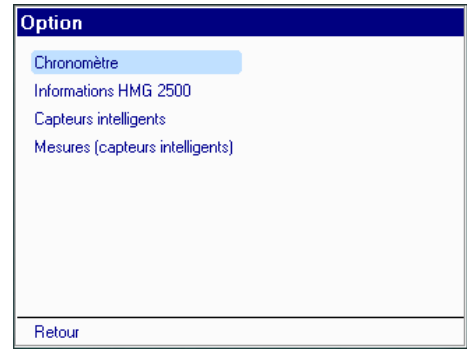 Option
Chronomètre
Informations HMG 2500
Capteurs intelligents
Mesures (capteurs intelligents)
Retour